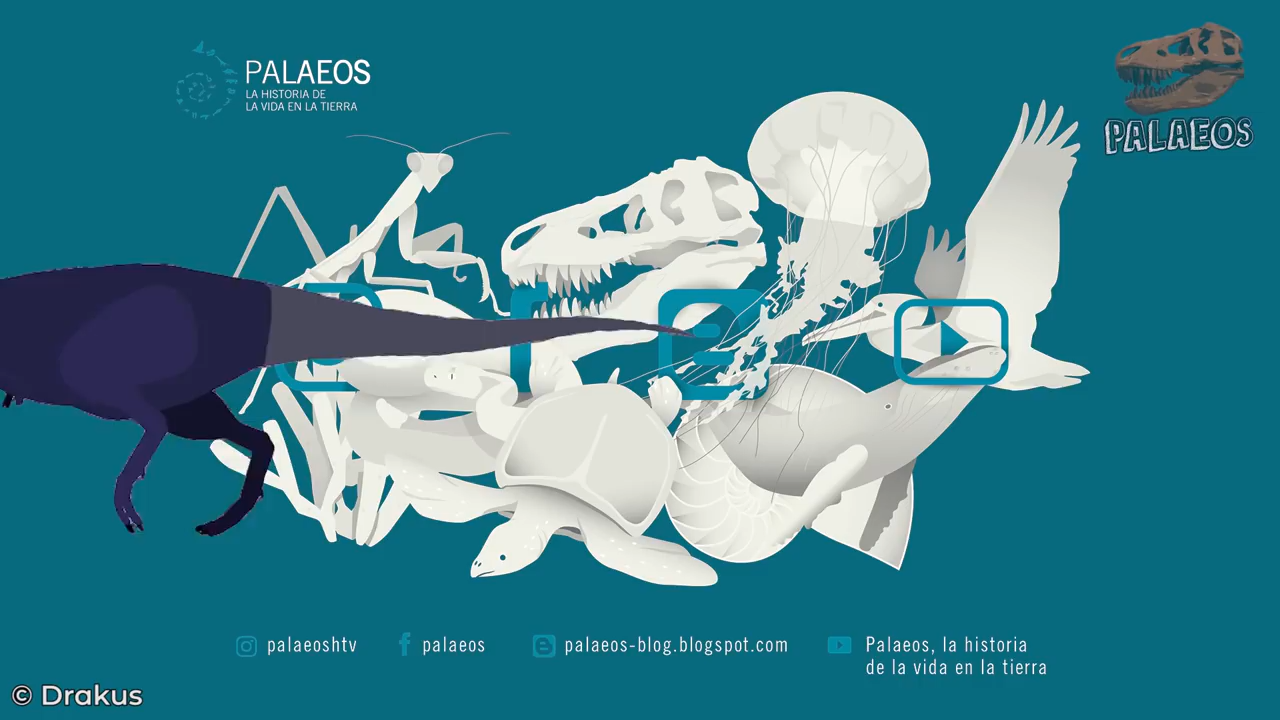 PALAEOS
LA HISTORIA DE
LA VIDA EN LA TIERRA
PALAEOS
palaeoshtv
palaeos
palaeos-blog.blogspot.com
Palaeos, la historia
de la vida en la tierra
© Drakus